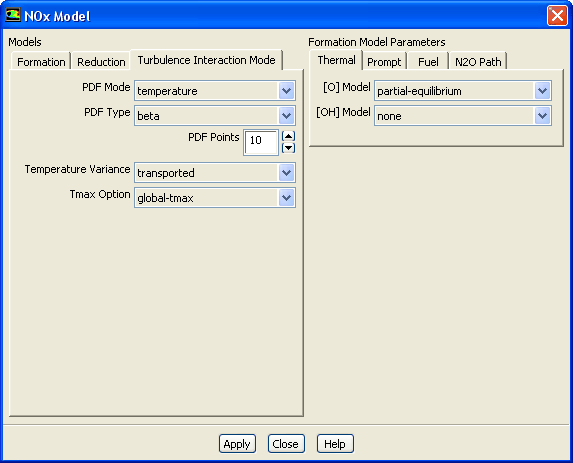 NOx Model
Models
Formation Reduction Turbulence Interaction Mode
PDF Mode temperature
PDF Type beta
PDF Points 10
Temperature Variance transported
Tmax Option global-tmax
Formation Model Parameters
Thermal Prompt Fuel N2O Path
[O] Model partial-equilibrium
[OH] Model none
Apply Close Help